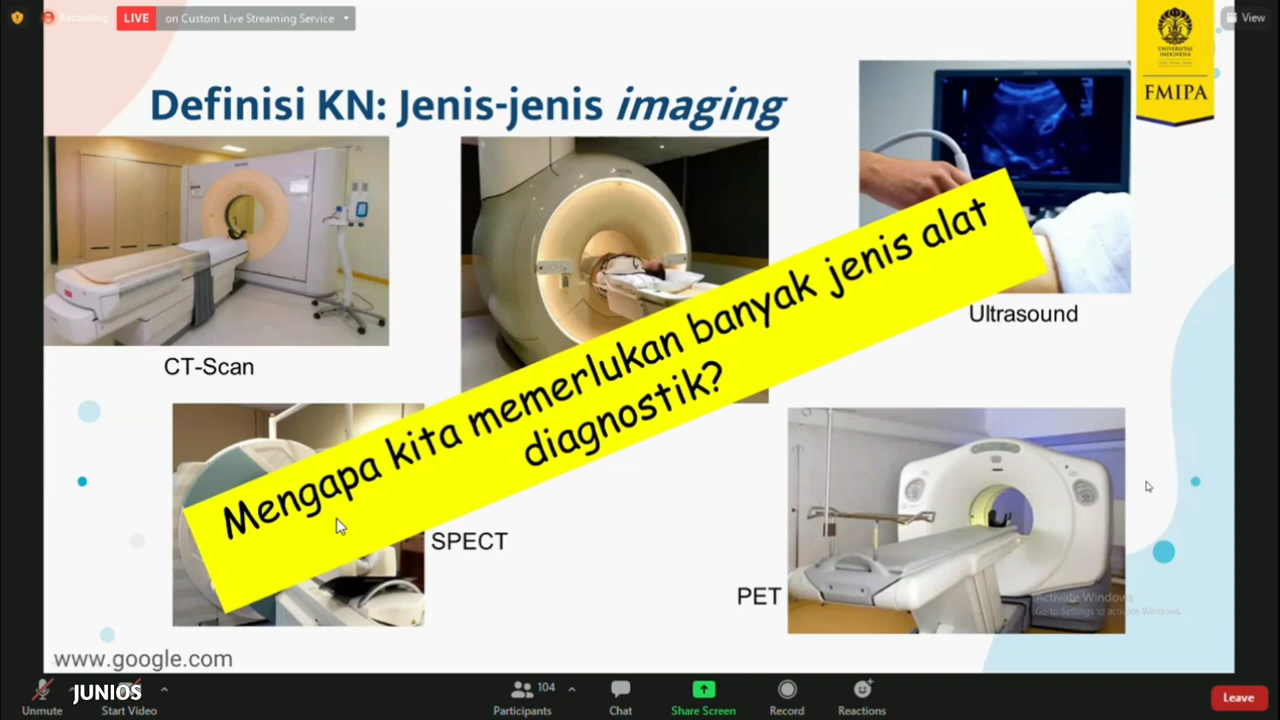 Recording
LIVE on Custom Live Streaming Service
View
UNIVERSITAS
INDONESIA
FMIPA
Definisi KN: Jenis-jenis imaging
Mengapa kita memerlukan banyak jenis alat
diagnostik?
Ultrasound
CT-Scan
SPECT
PET
Activate Windows
Go to Settings to activate Windows.
www.google.com
JUNIOS
Unmute
Start Video
104
Participants
Chat
Share Screen
Record
Reactions
Leave